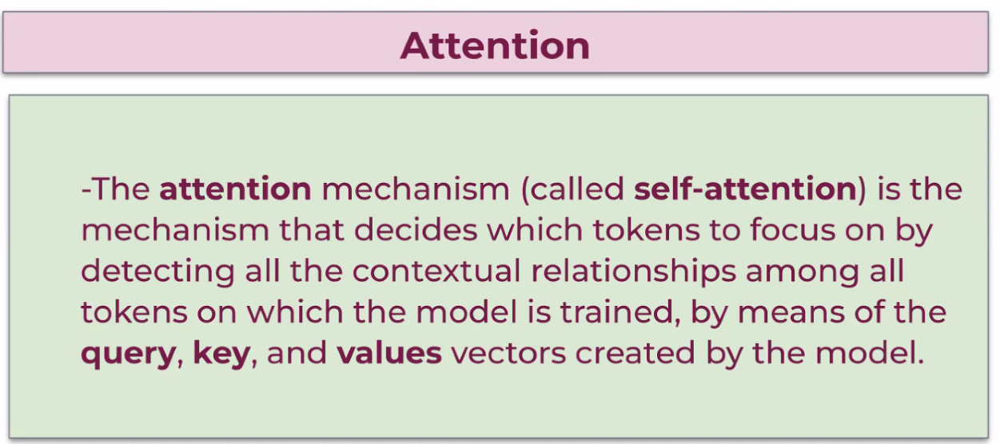 Attention
-The attention mechanism (called self-attention) is the
mechanism that decides which tokens to focus on by
detecting all the contextual relationships among all
tokens on which the model is trained, by means of the
query, key, and values vectors created by the model.